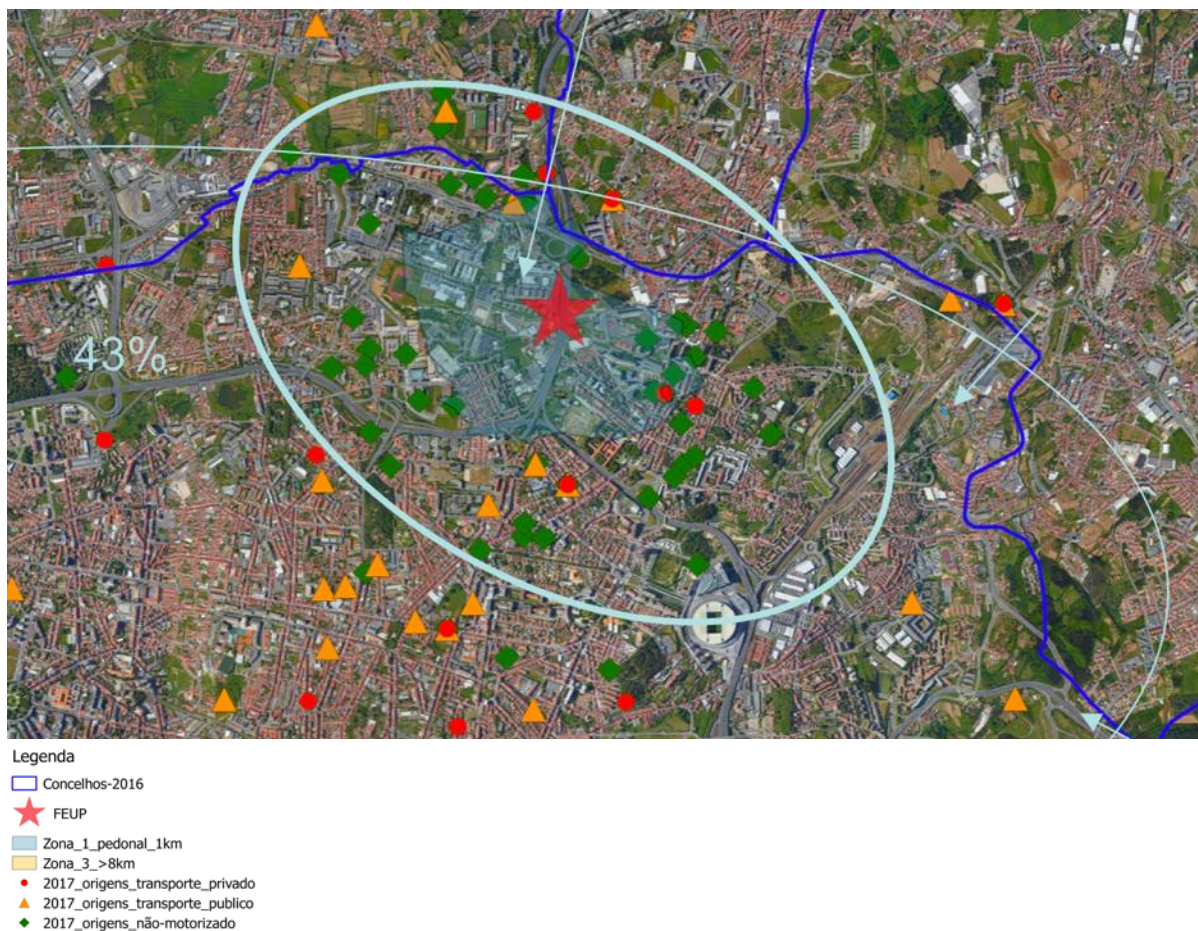 43%
Legenda
Concelhos-2016
FEUP
Zona_1_pedonal_1km
Zona_3_>8km
2017_origens_transporte_privado
2017_origens_transporte_publico
2017_origens_não-motorizado